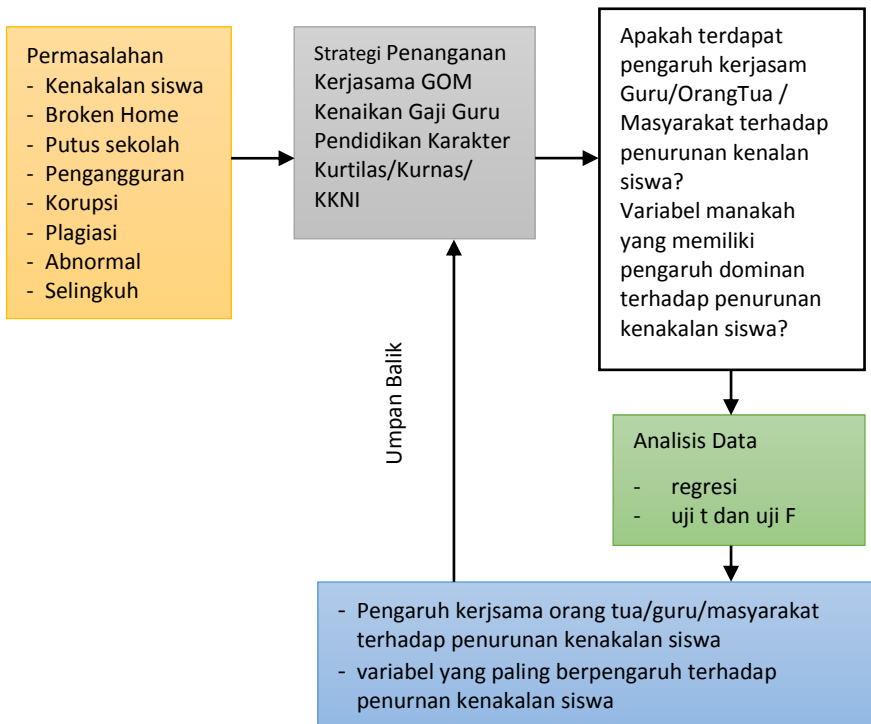 Permasalahan
- Kenakalan siswa
- Broken Home
- Putus sekolah
- Pengangguran
- Korupsi
- Plagiasi
- Abnormal
- Selingkuh
Strategi Penanganan
Kerjasama GOM
Kenaikan Gaji Guru
Pendidikan Karakter
Kurtilas/Kurnas/
KKNI
Apakah terdapat
pengaruh kerjasam
Guru/OrangTua /
Masyarakat terhadap
penurunan kenalan
siswa?
Variabel manakah
yang memiliki
pengaruh dominan
terhadap penurunan
kenakalan siswa?
Umpan Balik
Analisis Data
- regresi
- uji t dan uji F
- Pengaruh kerjsama orang tua/guru/masyarakat
terhadap penurunan kenakalan siswa
- variabel yang paling berpengaruh terhadap
penurnan kenakalan siswa